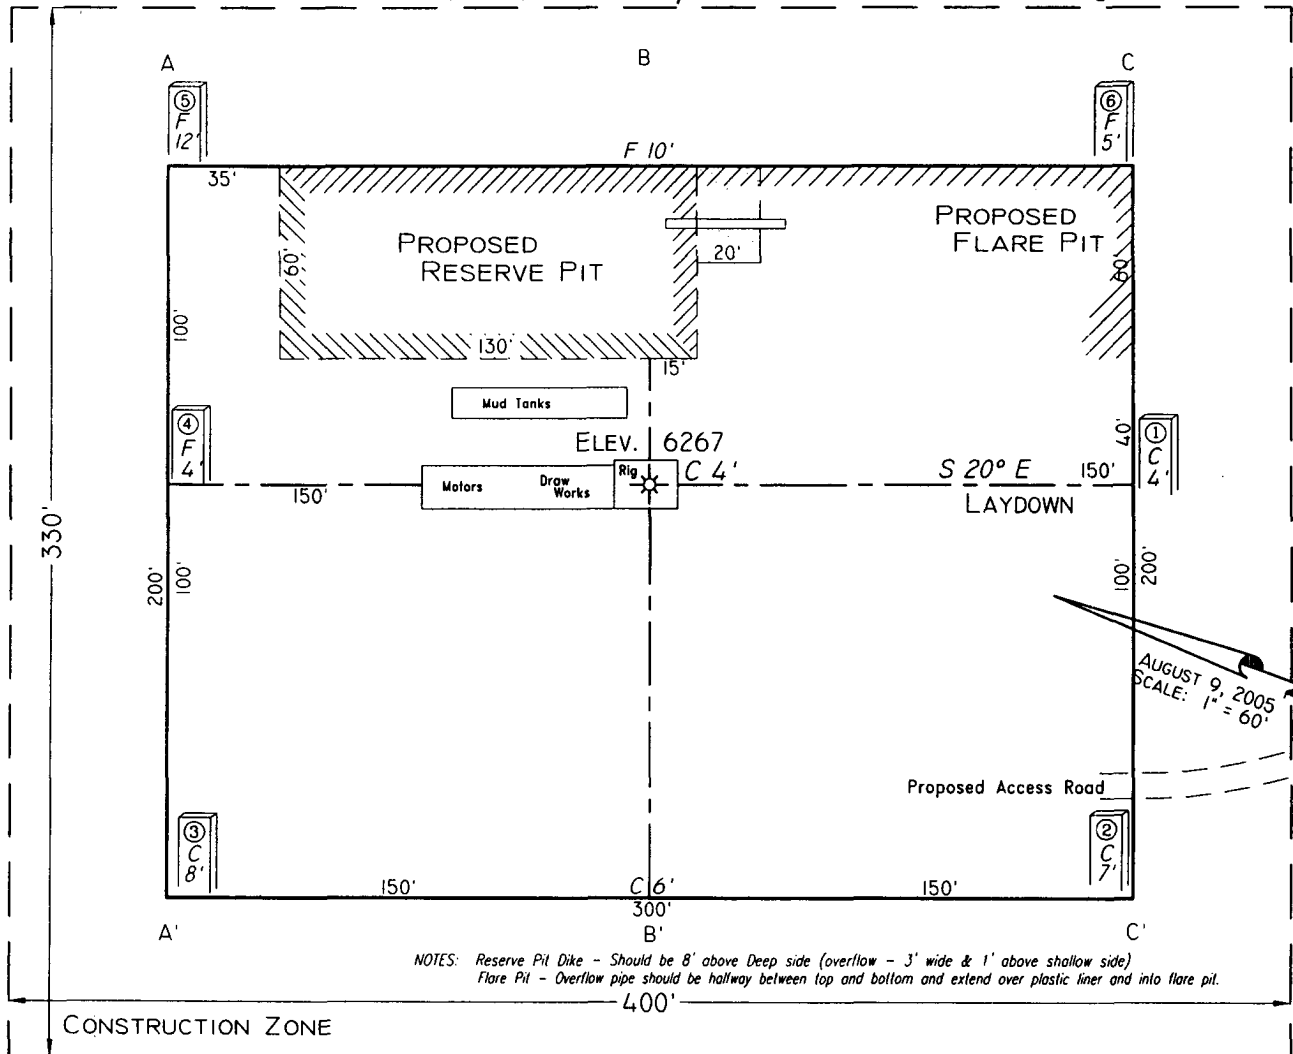 A
B
C
⑤
F
12'
⑥
F
5'
F 10'
35'
PROPOSED
RESERVE PIT
PROPOSED
FLARE PIT
60'
20'
60'
100'
130'
15'
Mud Tanks
④
F
4'
ELEV. 6267
C 4'
40'
①
C
4'
Rig
Motors
Draw
Works
150'
S 20° E
150'
LAYDOWN
330'
200'
100'
100'
200'
AUGUST 9, 2005
SCALE: 1" = 60'
Proposed Access Road
③
C
8'
②
C
7'
150'
C 6'
150'
300'
A'
B'
C'
NOTES: Reserve Pit Dike - Should be 8' above Deep side (overflow - 3' wide & 1' above shallow side)
Flare Pit - Overflow pipe should be halfway between top and bottom and extend over plastic liner and into flare pit.
400'
CONSTRUCTION ZONE